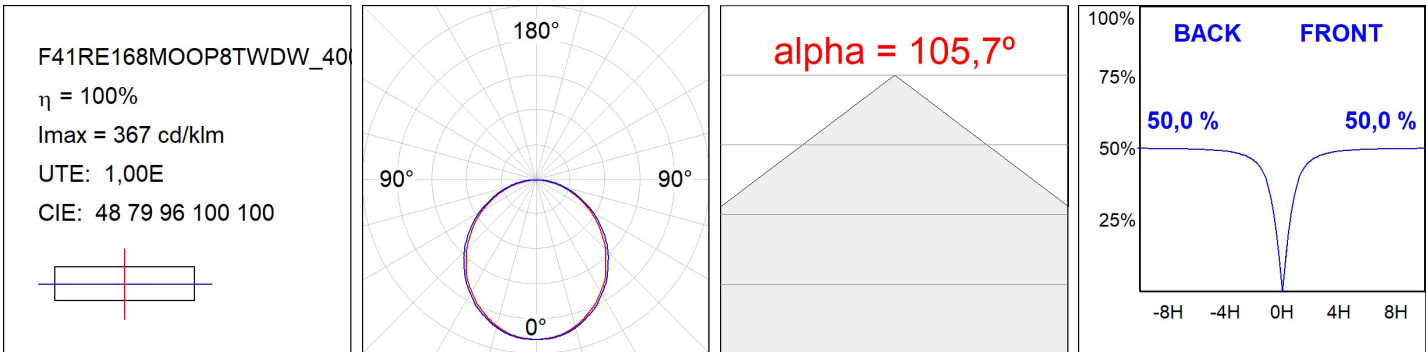 F41RE168MOOP8TWDW_400
η = 100%
Imax = 367 cd/klm
UTE: 1,00E
CIE: 48 79 96 100 100
180°
90°
90°
0°
alpha = 105,7º
100%
BACK
FRONT
75%
50,0 %
50,0 %
50%
25%
-8H
-4H
0H
4H
8H